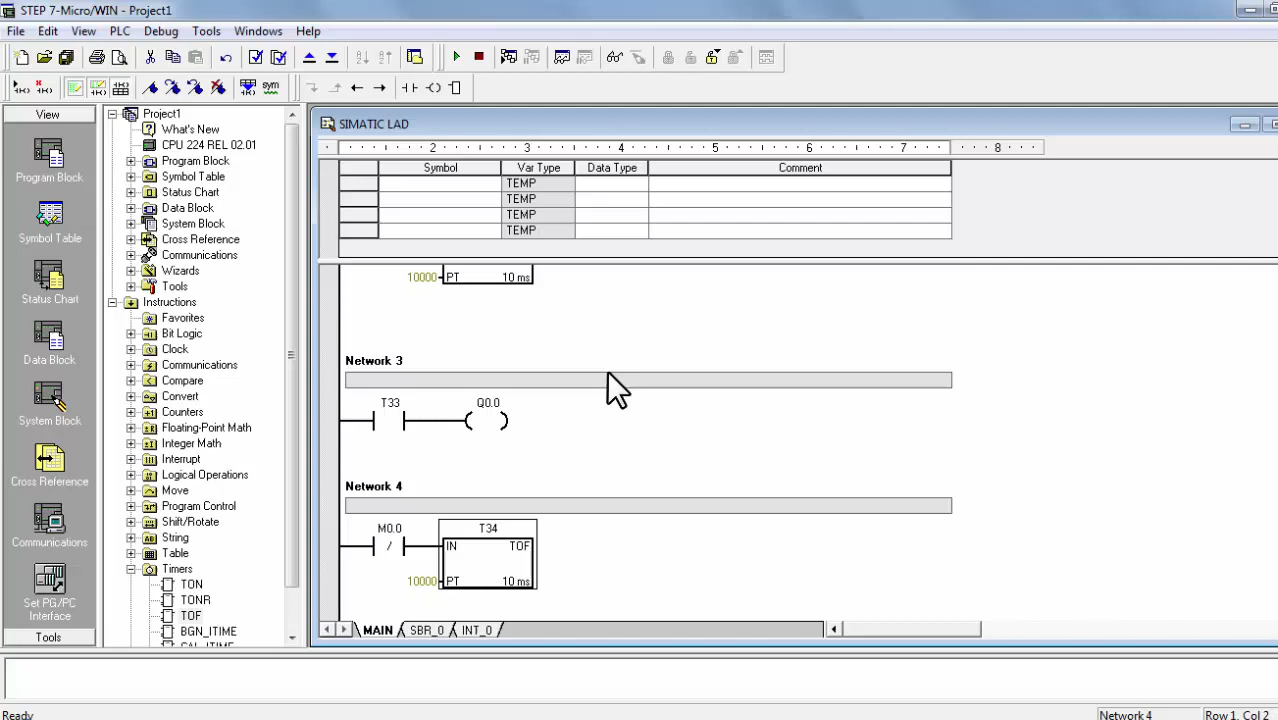 STEP 7-Micro/WIN - Project1
File Edit View PLC Debug Tools Windows Help
sym
View
Program Block
Symbol Table
Status Chart
Data Block
System Block
Cross Reference
Communications
Set PG/PC
Interface
Tools
Project1
What's New
CPU 224 REL 02.01
Program Block
Symbol Table
Status Chart
Data Block
System Block
Cross Reference
Communications
Wizards
Tools
Instructions
Favorites
Bit Logic
Clock
Communications
Compare
Convert
Counters
Floating-Point Math
Integer Math
Interrupt
Logical Operations
Move
Program Control
Shift/Rotate
String
Table
Timers
TON
TONR
TOF
BGN_ITIME
CAL_ITIME
SIMATIC LAD
2 3 4 5 6 7 8
Symbol Var Type Data Type Comment
TEMP
TEMP
TEMP
TEMP
10000 PT 10 ms
Network 3
T33 Q0.0
Network 4
M0.0 T34
/ IN TOF
10000 PT 10 ms
MAIN SBR_0 INT_0
Ready Network 4 Row 1, Col 2